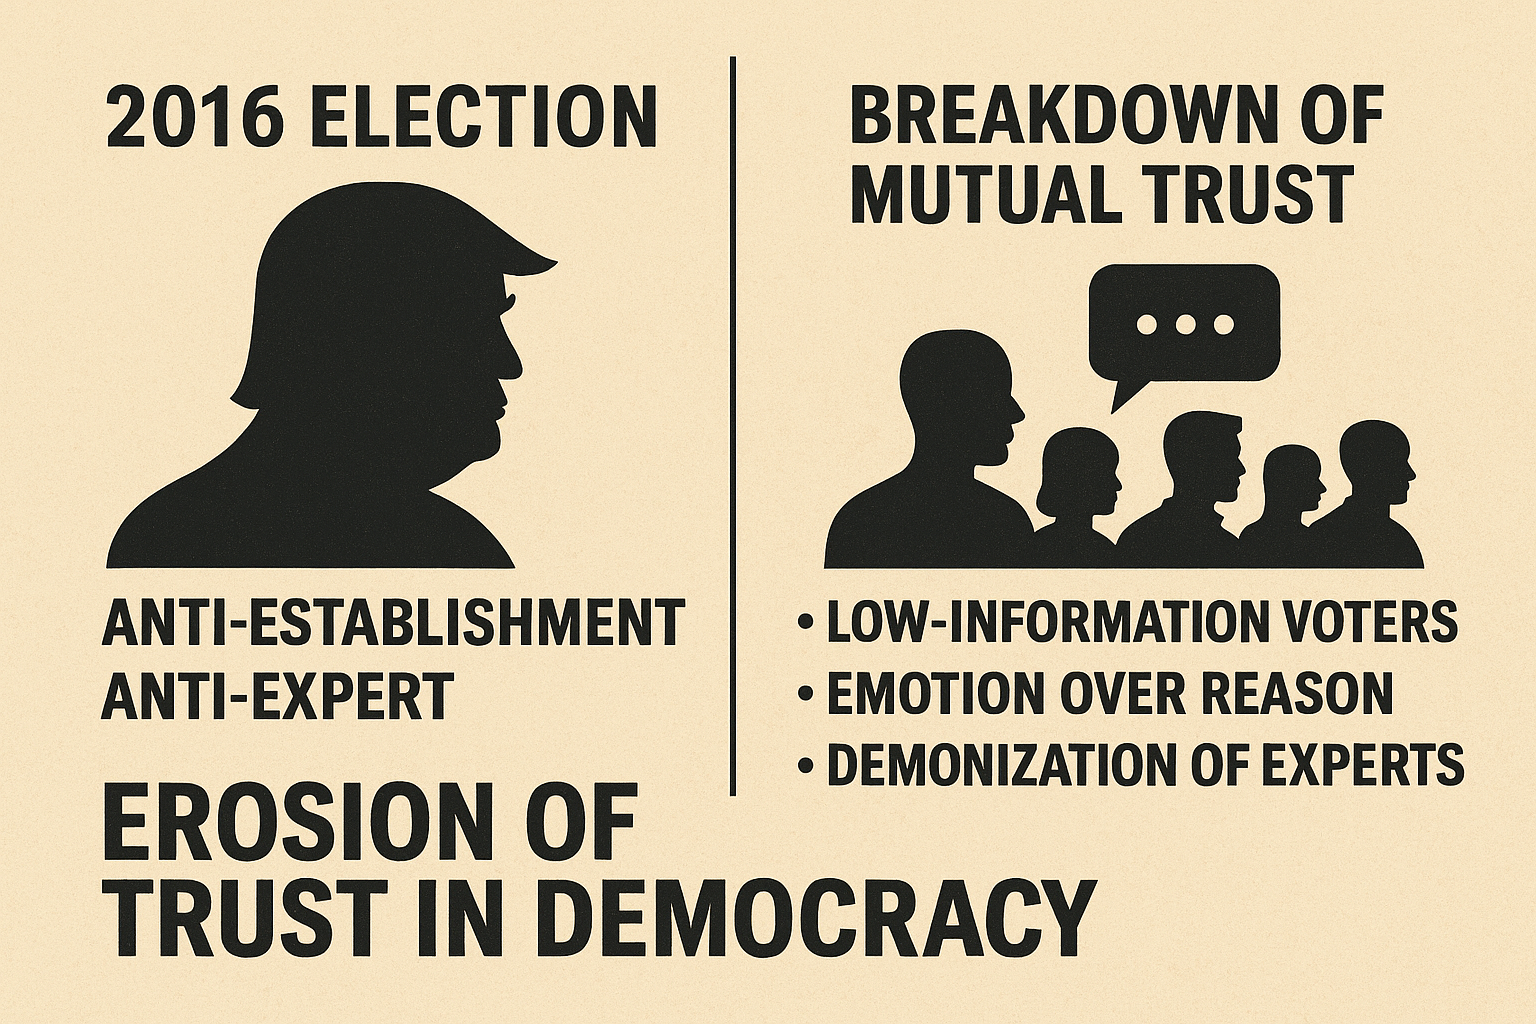 2016 ELECTION
ANTI-ESTABLISHMENT
ANTI-EXPERT
BREAKDOWN OF
MUTUAL TRUST
• LOW-INFORMATION VOTERS
• EMOTION OVER REASON
• DEMONIZATION OF EXPERTS
EROSION OF
TRUST IN DEMOCRACY